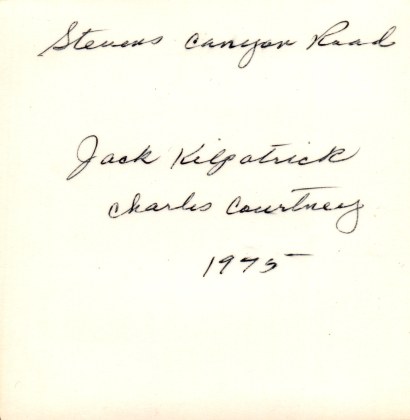 Stevens Canyon Road
Jack Kilpatrick
Charles Courtney
1975